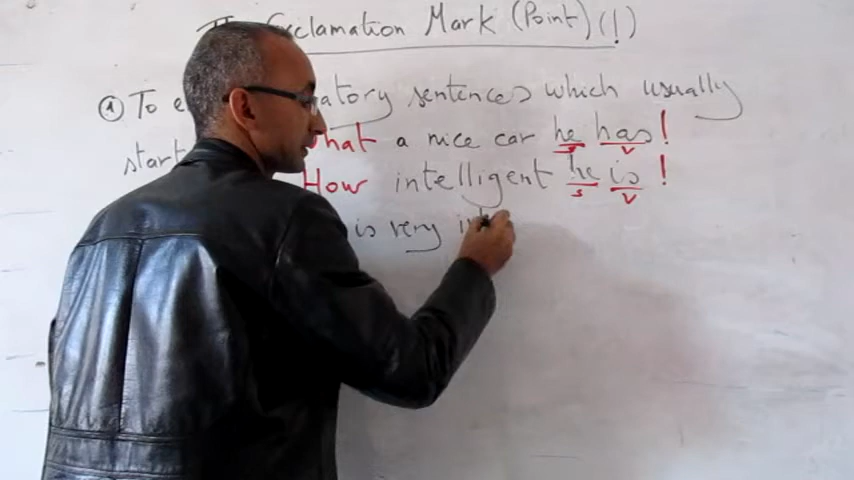 Exclamation Mark (Point) (!)
① To atory sentences which usually
start What a nice car he has!
s v
How intelligent he is!
s v
is very in